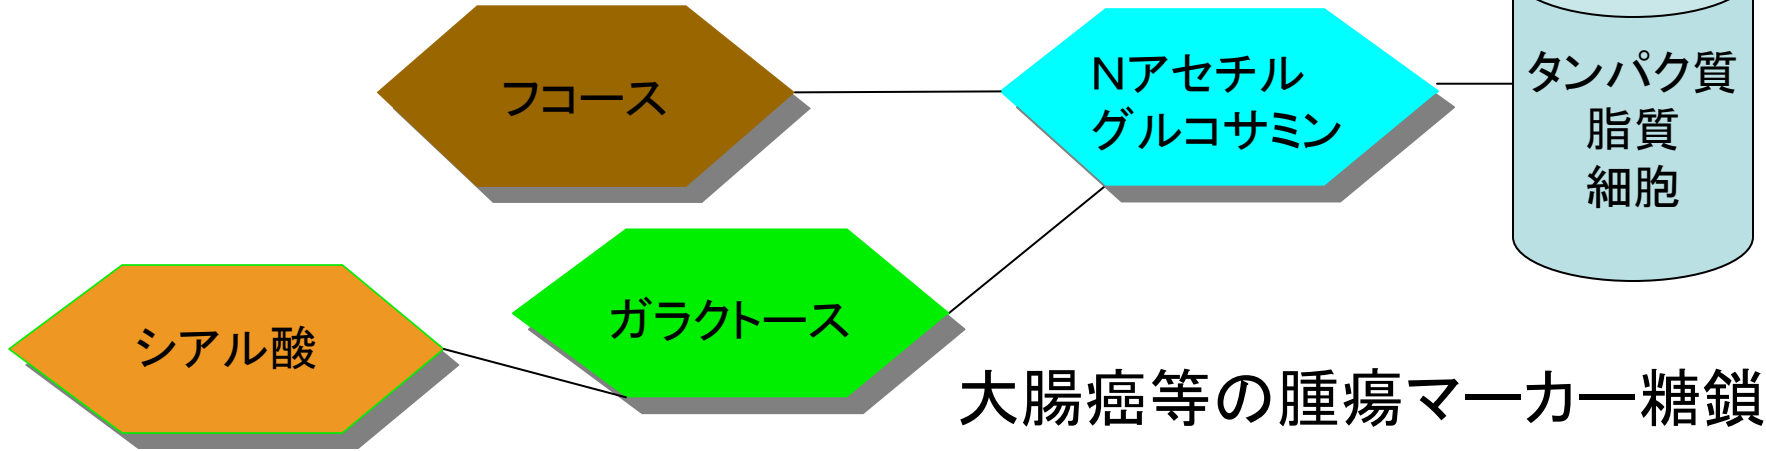 フコース
Nアセチル
グルコサミン
タンパク質
脂質
細胞
シアル酸
ガラクトース
大腸癌等の腫瘍マーカー糖鎖